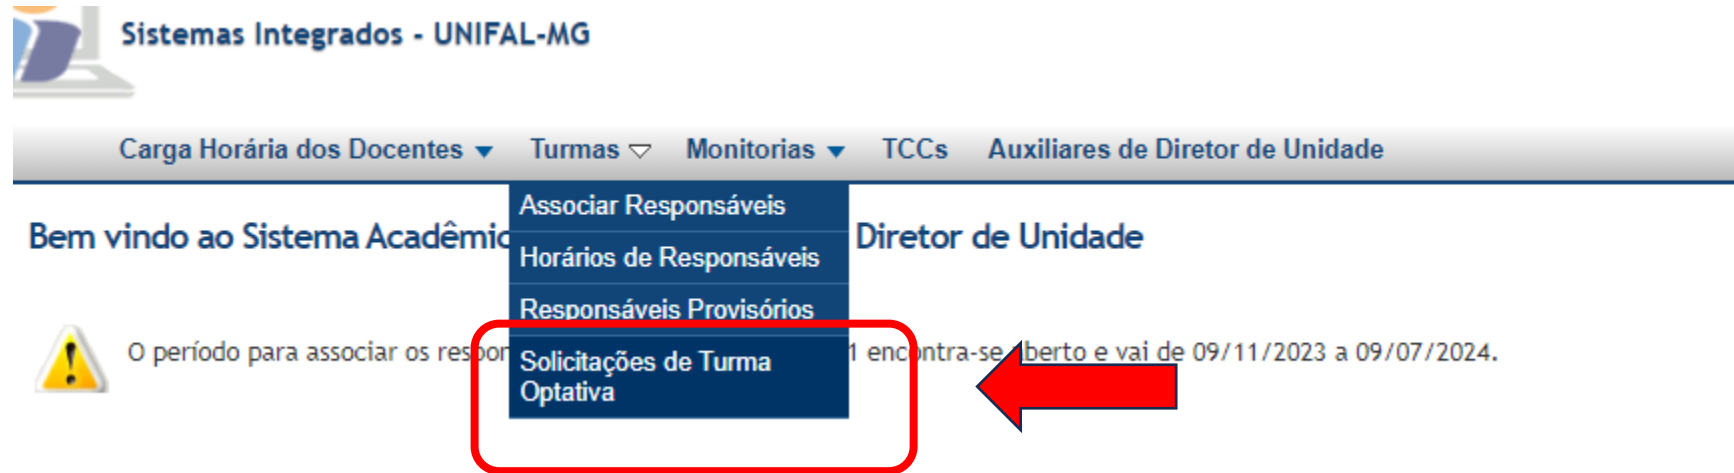 Sistemas Integrados - UNIFAL-MG
Carga Horária dos Docentes Turmas Monitorias TCCs Auxiliares de Diretor de Unidade
Associar Responsáveis
Bem vindo ao Sistema Acadêmic Diretor de Unidade
Horários de Responsáveis
Responsáveis Provisórios
O período para associar os respon 1 encontra-se aberto e vai de 09/11/2023 a 09/07/2024.
Solicitações de Turma
Optativa